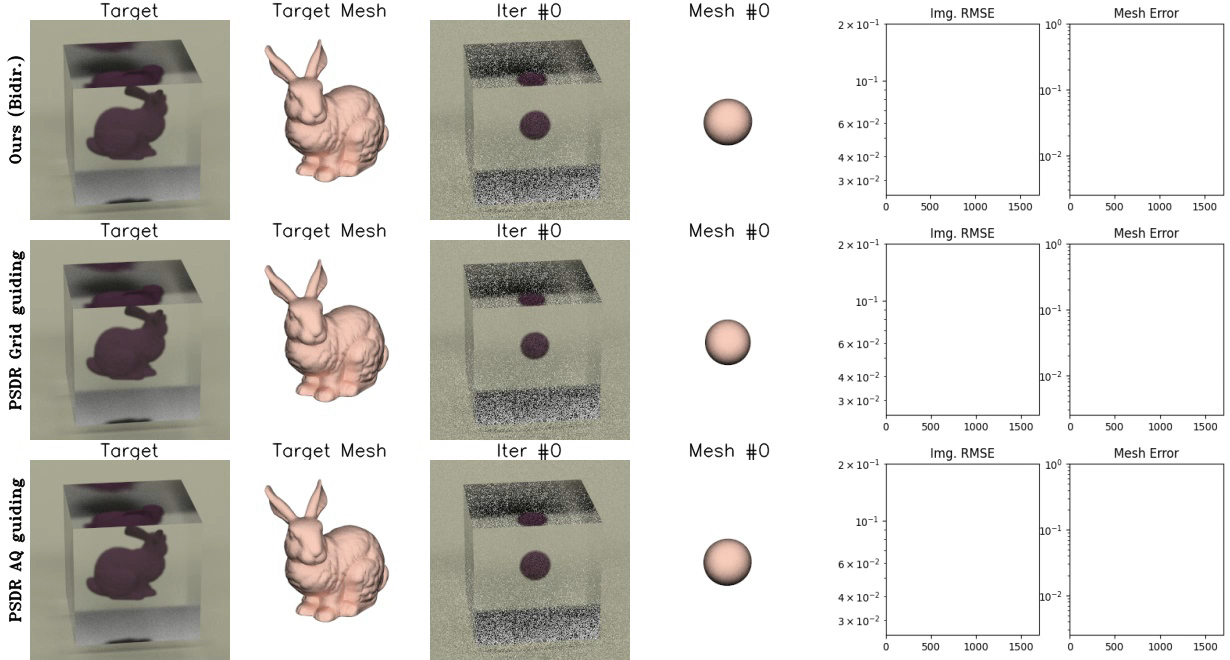 Target Target Mesh Iter #0 Mesh #0 Img. RMSE Mesh Error
Ours (Bidir.)
2 × 10⁻¹ 10⁰
10⁻¹ 10⁻¹
6 × 10⁻²
4 × 10⁻² 10⁻²
3 × 10⁻²
0 500 1000 1500 0 500 1000 1500
Target Target Mesh Iter #0 Mesh #0 Img. RMSE Mesh Error
PSDR Grid guiding
2 × 10⁻¹ 10⁰
10⁻¹ 10⁻¹
6 × 10⁻²
4 × 10⁻² 10⁻²
3 × 10⁻²
0 500 1000 1500 0 500 1000 1500
Target Target Mesh Iter #0 Mesh #0 Img. RMSE Mesh Error
PSDR AQ guiding
2 × 10⁻¹ 10⁰
10⁻¹ 10⁻¹
6 × 10⁻²
4 × 10⁻² 10⁻²
3 × 10⁻²
0 500 1000 1500 0 500 1000 1500